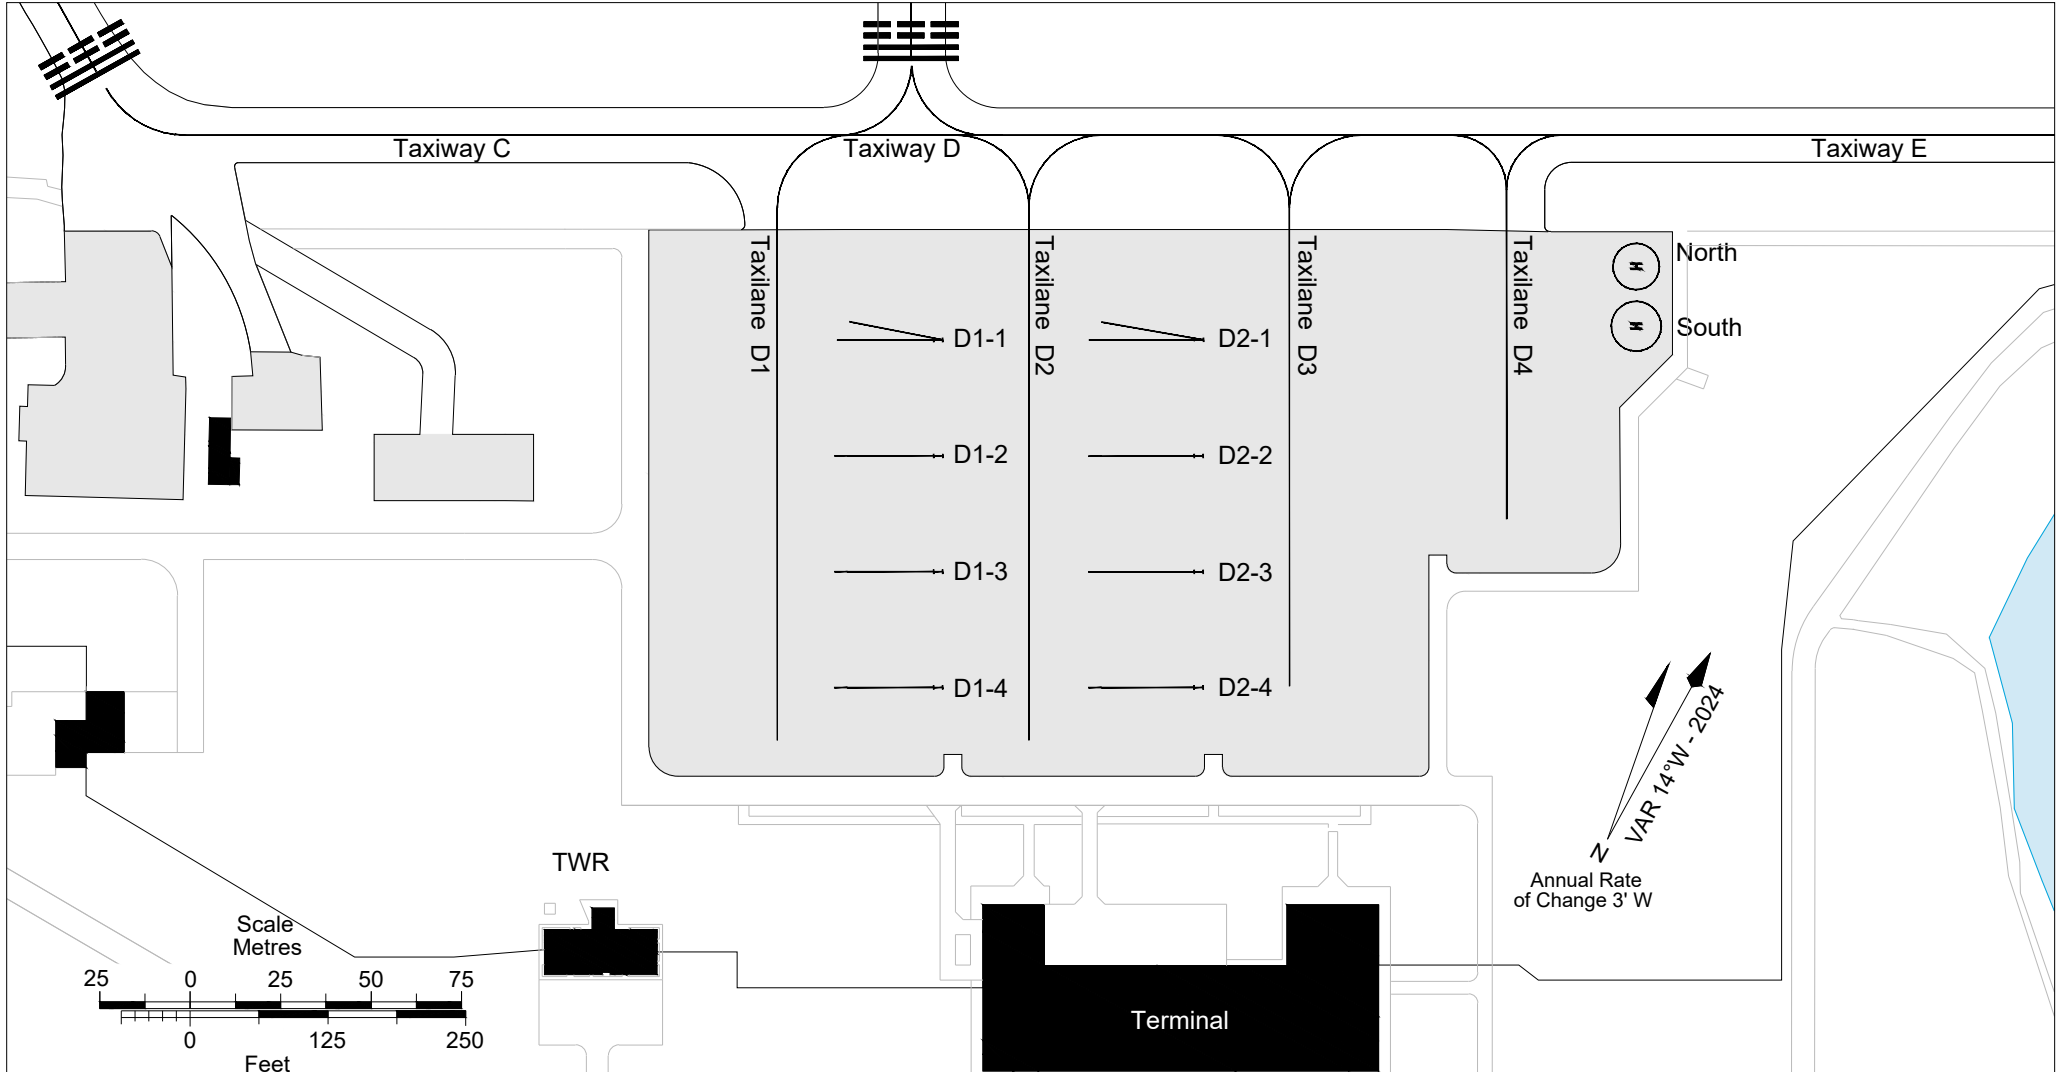 Taxiway C
Taxiway D
Taxiway E
Taxilane D1
Taxilane D2
Taxilane D3
Taxilane D4
H
North
H
South
D1-1
D2-1
D1-2
D2-2
D1-3
D2-3
D1-4
D2-4
VAR 14°W - 2024
N
Annual Rate
of Change 3' W
TWR
Scale
Metres
25 0 25 50 75
0 125 250
Feet
Terminal